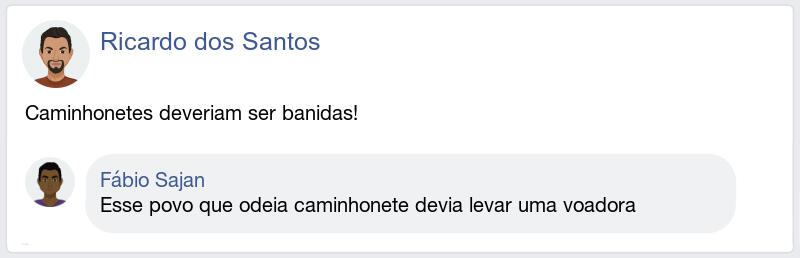 Ricardo dos Santos
Caminhonetes deveriam ser banidas!
Fábio Sajan
Esse povo que odeia caminhonete devia levar uma voadora